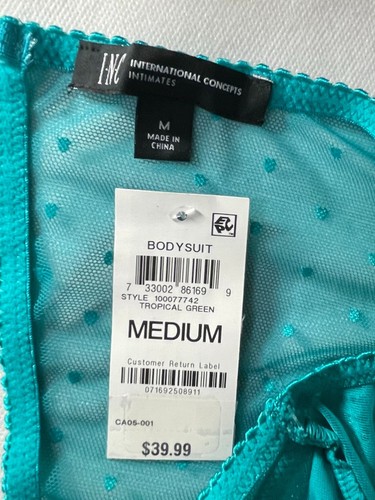 I·N·C
INTERNATIONAL CONCEPTS
INTIMATES
M
MADE IN
CHINA
BODYSUIT
7 33002 86169 9
STYLE 100077742
TROPICAL GREEN
MEDIUM
Customer Return Label
071692508911
CA05-001
$39.99